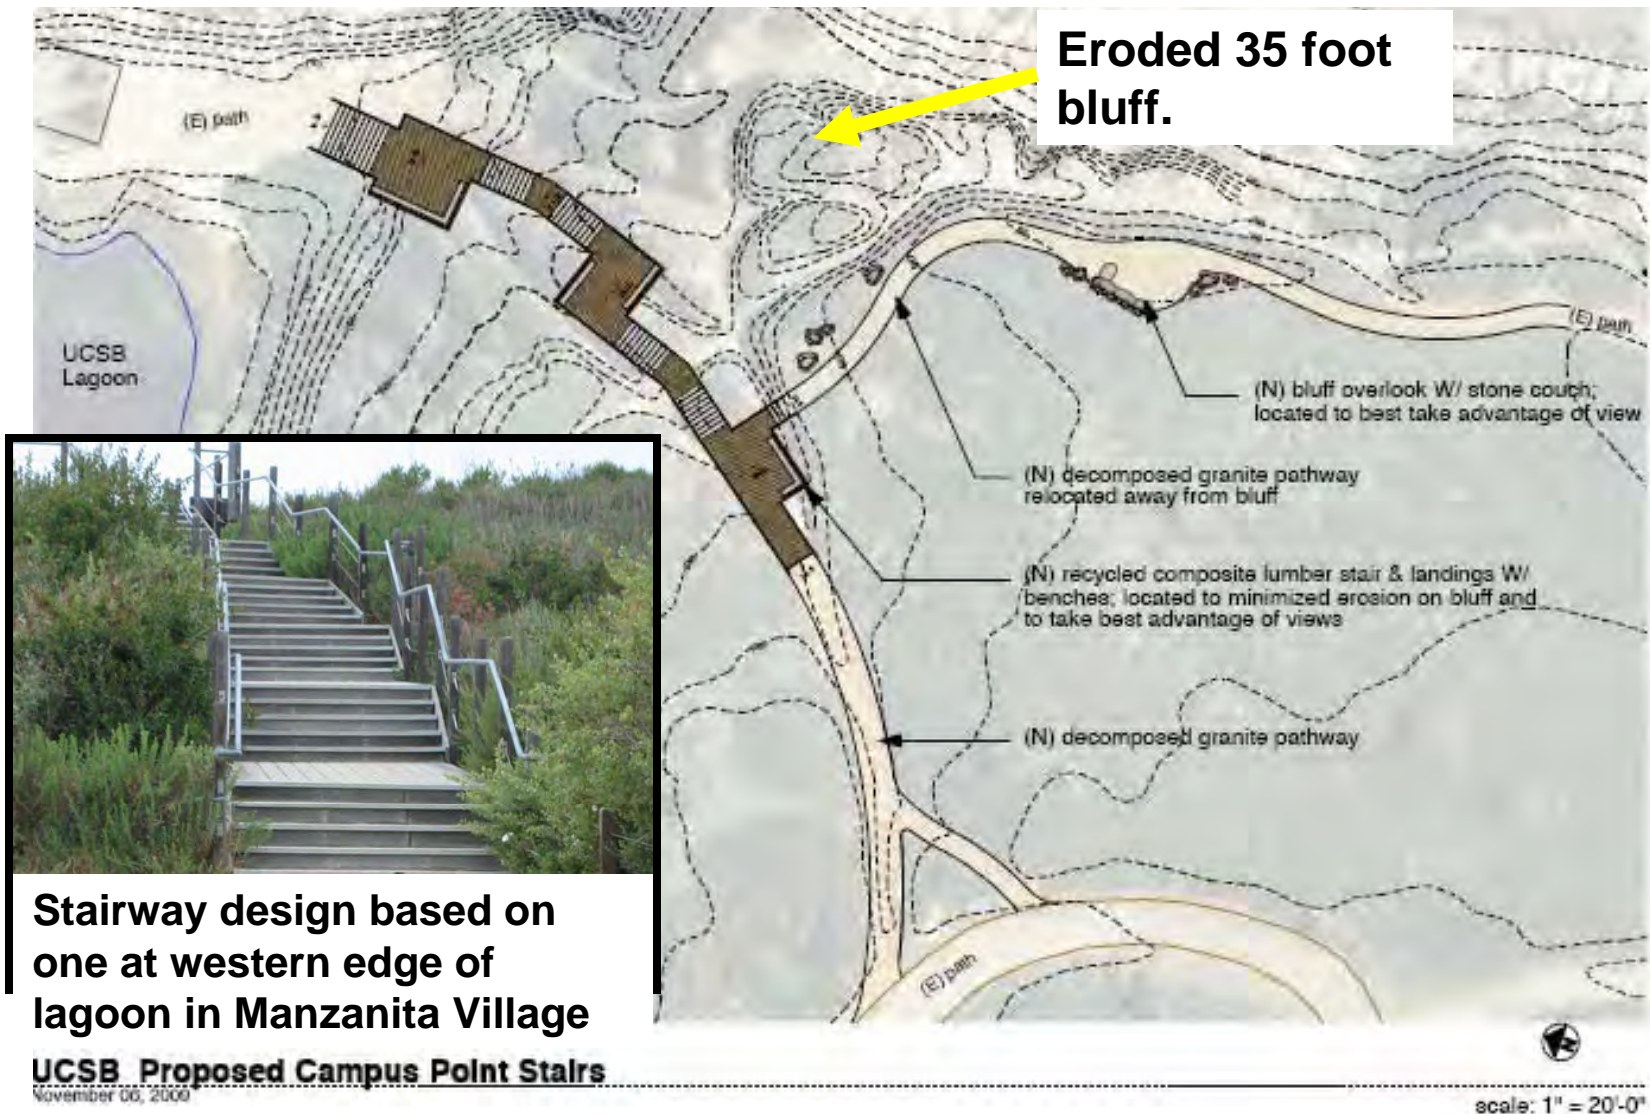 Eroded 35 foot
bluff.
(E) path
UCSB
Lagoon
(E) path
(N) bluff overlook W/ stone couch;
located to best take advantage of view
(N) decomposed granite pathway
relocated away from bluff
(N) recycled composite lumber stair & landings W/
benches; located to minimized erosion on bluff and
to take best advantage of views
(N) decomposed granite pathway
(E) path
Stairway design based on
one at western edge of
lagoon in Manzanita Village
UCSB Proposed Campus Point Stairs
November 06, 2009
scale: 1" = 20'-0"